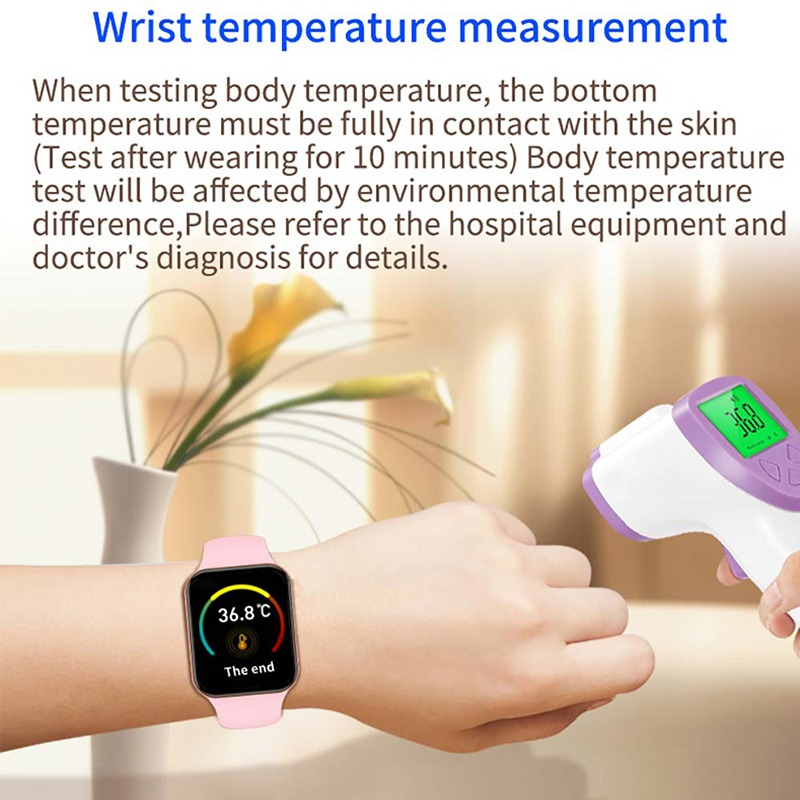 Wrist temperature measurement
When testing body temperature, the bottom
temperature must be fully in contact with the skin
(Test after wearing for 10 minutes) Body temperature
test will be affected by environmental temperature
difference,Please refer to the hospital equipment and
doctor's diagnosis for details.
36.8
36.8℃
The end